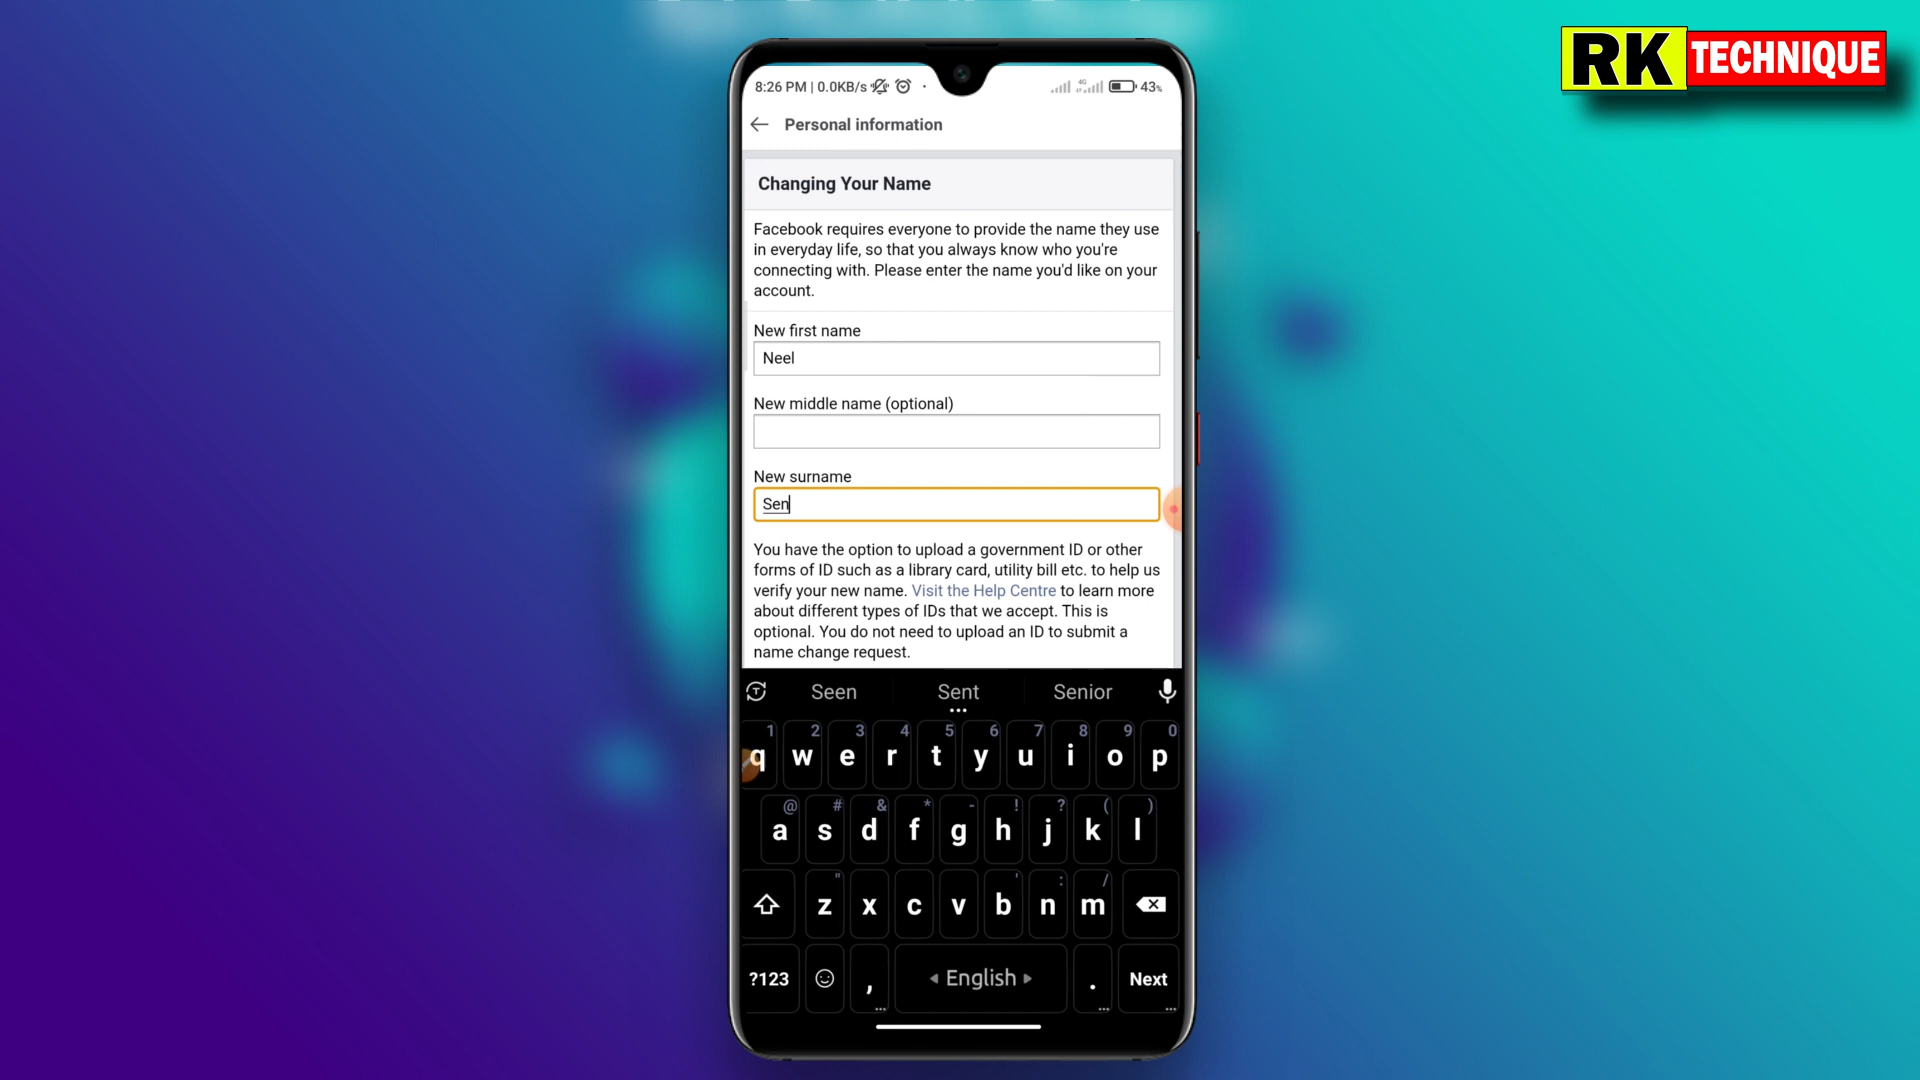 RK TECHNIQUE
8:26 PM | 0.0KB/s
4G
43%
Personal information
Changing Your Name
Facebook requires everyone to provide the name they use
in everyday life, so that you always know who you're
connecting with. Please enter the name you'd like on your
account.
New first name
Neel
New middle name (optional)
New surname
Sen
You have the option to upload a government ID or other
forms of ID such as a library card, utility bill etc. to help us
verify your new name. Visit the Help Centre to learn more
about different types of IDs that we accept. This is
optional. You do not need to upload an ID to submit a
name change request.
Seen Sent Senior
1 2 3 4 5 6 7 8 9 0
q w e r t y u i o p
@ # & * - ! ? ( )
a s d f g h j k l
" ' : /
z x c v b n m
?123 , English . Next